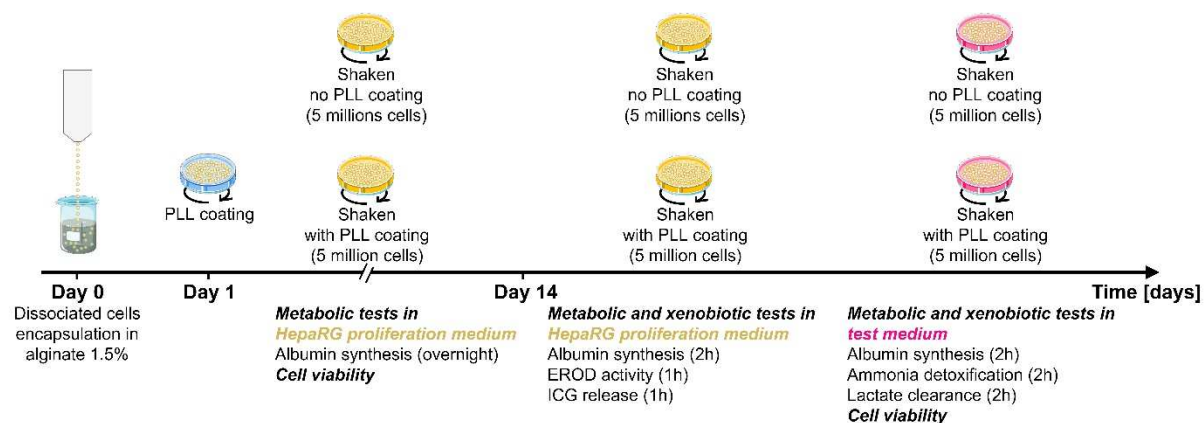 Shaken
no PLL coating
(5 millions cells)
Shaken
no PLL coating
(5 millions cells)
Shaken
no PLL coating
(5 million cells)
PLL coating
Shaken
with PLL coating
(5 million cells)
Shaken
with PLL coating
(5 million cells)
Shaken
with PLL coating
(5 million cells)
Day 0
Day 1
Day 14
Time [days]
Dissociated cells
encapsulation in
alginate 1.5%
Metabolic tests in
HepaRG proliferation medium
Albumin synthesis (overnight)
Cell viability
Metabolic and xenobiotic tests in
HepaRG proliferation medium
Albumin synthesis (2h)
EROD activity (1h)
ICG release (1h)
Metabolic and xenobiotic tests in
test medium
Albumin synthesis (2h)
Ammonia detoxification (2h)
Lactate clearance (2h)
Cell viability